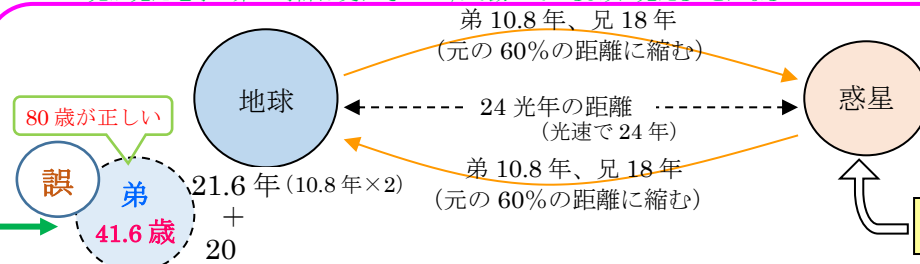 弟 10.8 年、兄 18 年
(元の 60%の距離に縮む)
地球
24 光年の距離
(光速で 24 年)
惑星
80 歳が正しい
誤
弟
41.6 歳
21.6 年 (10.8 年×2)
+
20
弟 10.8 年、兄 18 年
(元の 60%の距離に縮む)